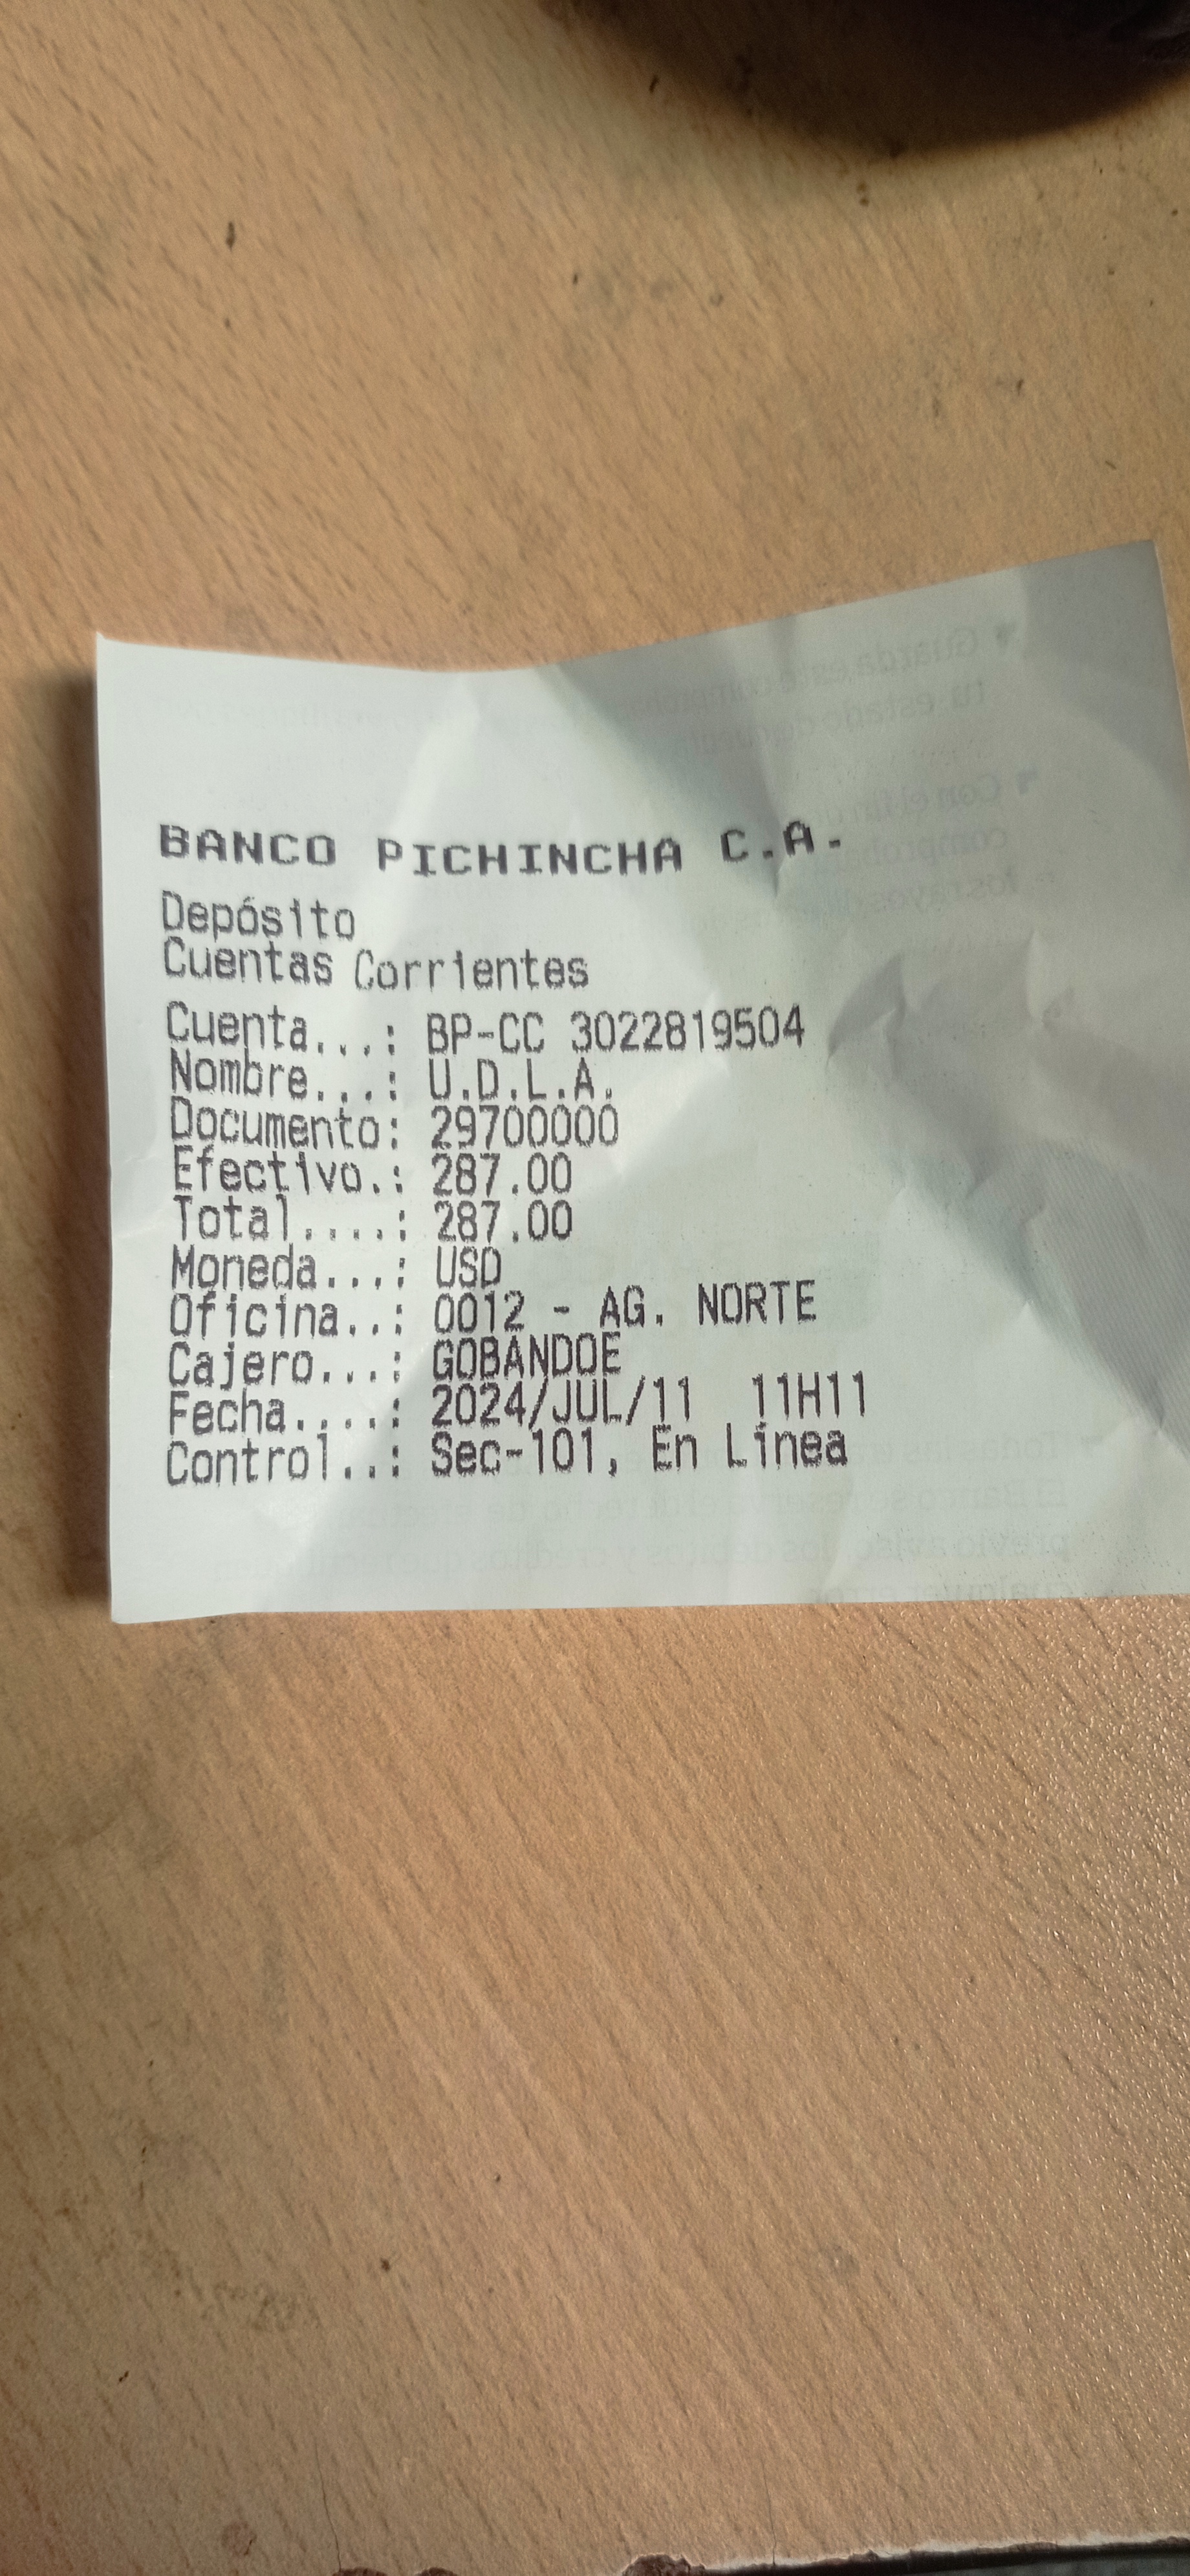 BANCO PICHINCHA C.A.
Depósito
Cuentas Corrientes
Cuenta...: BP-CC 3022819504
Nombre...: U.D.L.A.
Documento: 29700000
Efectivo.: 287.00
Total....: 287.00
Moneda...: USD
Oficina..: 0012 - AG. NORTE
Cajero...: GOBANDOE
Fecha....: 2024/JUL/11 11H11
Control..: Sec-101, En Línea